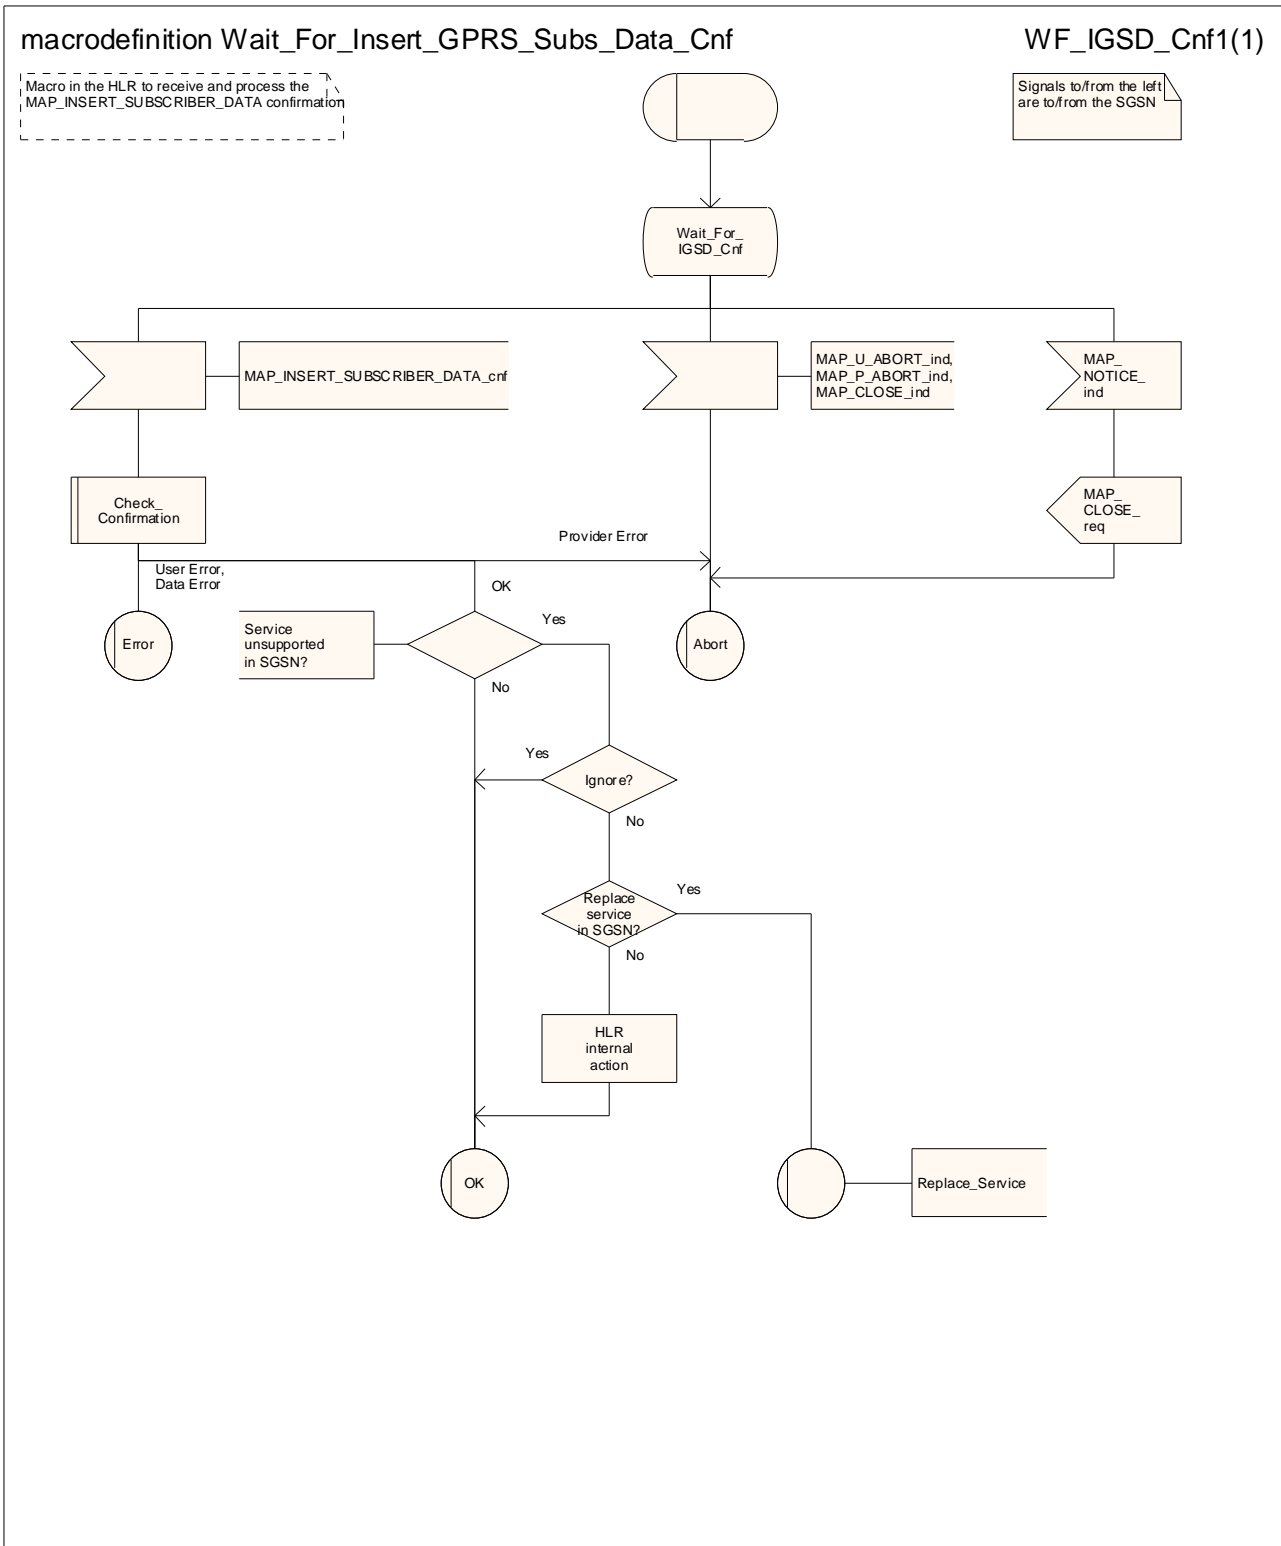 macrodefinition Wait_For_Insert_GPRS_Subs_Data_Cnf
WF_IGSD_Cnf1(1)
Macro in the HLR to receive and process the
MAP_INSERT_SUBSCRIBER_DATA confirmation
Signals to/from the left
are to/from the SGSN
Wait_For_
IGSD_Cnf
MAP_INSERT_SUBSCRIBER_DATA_cnf
MAP_U_ABORT_ind,
MAP_P_ABORT_ind,
MAP_CLOSE_ind
MAP_
NOTICE_
ind
Check_
Confirmation
MAP_
CLOSE_
req
Provider Error
User Error,
Data Error
OK
Error
Service
unsupported
in SGSN?
Yes
Abort
No
Yes
Ignore?
No
Replace
service
in SGSN?
Yes
No
HLR
internal
action
OK
Replace_Service